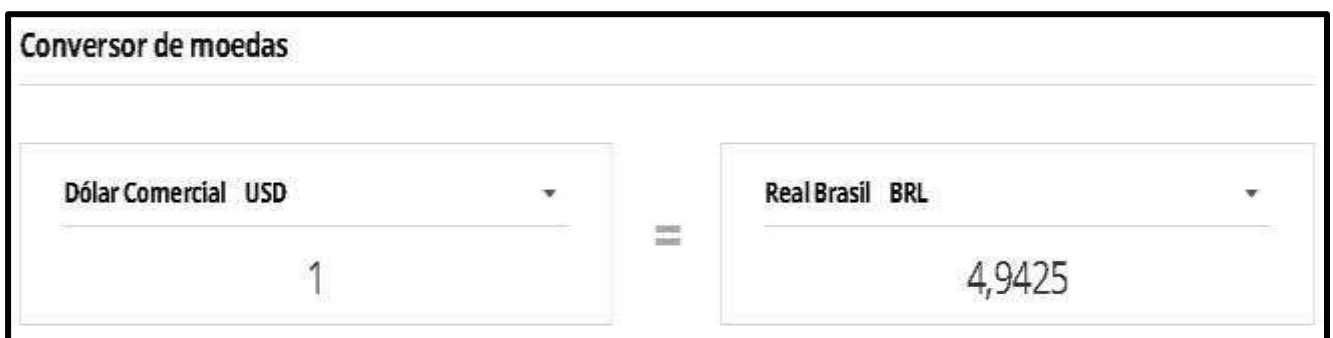 Conversor de moedas
Dólar Comercial USD
1
=
Real Brasil BRL
4,9425